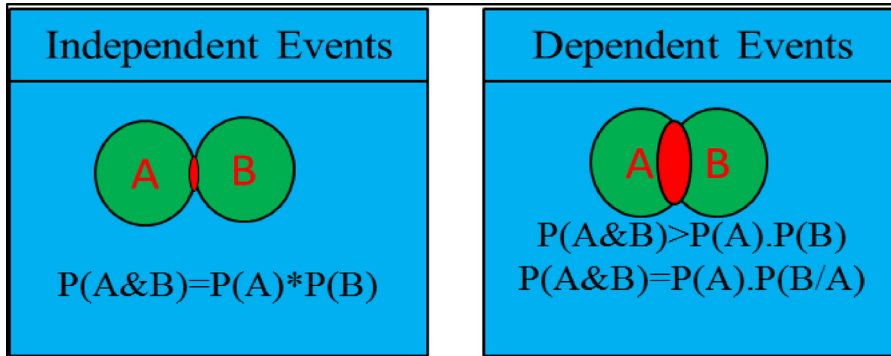 Independent Events
A B
P(A&B)=P(A)*P(B)
Dependent Events
A B
P(A&B)>P(A).P(B)
P(A&B)=P(A).P(B/A)